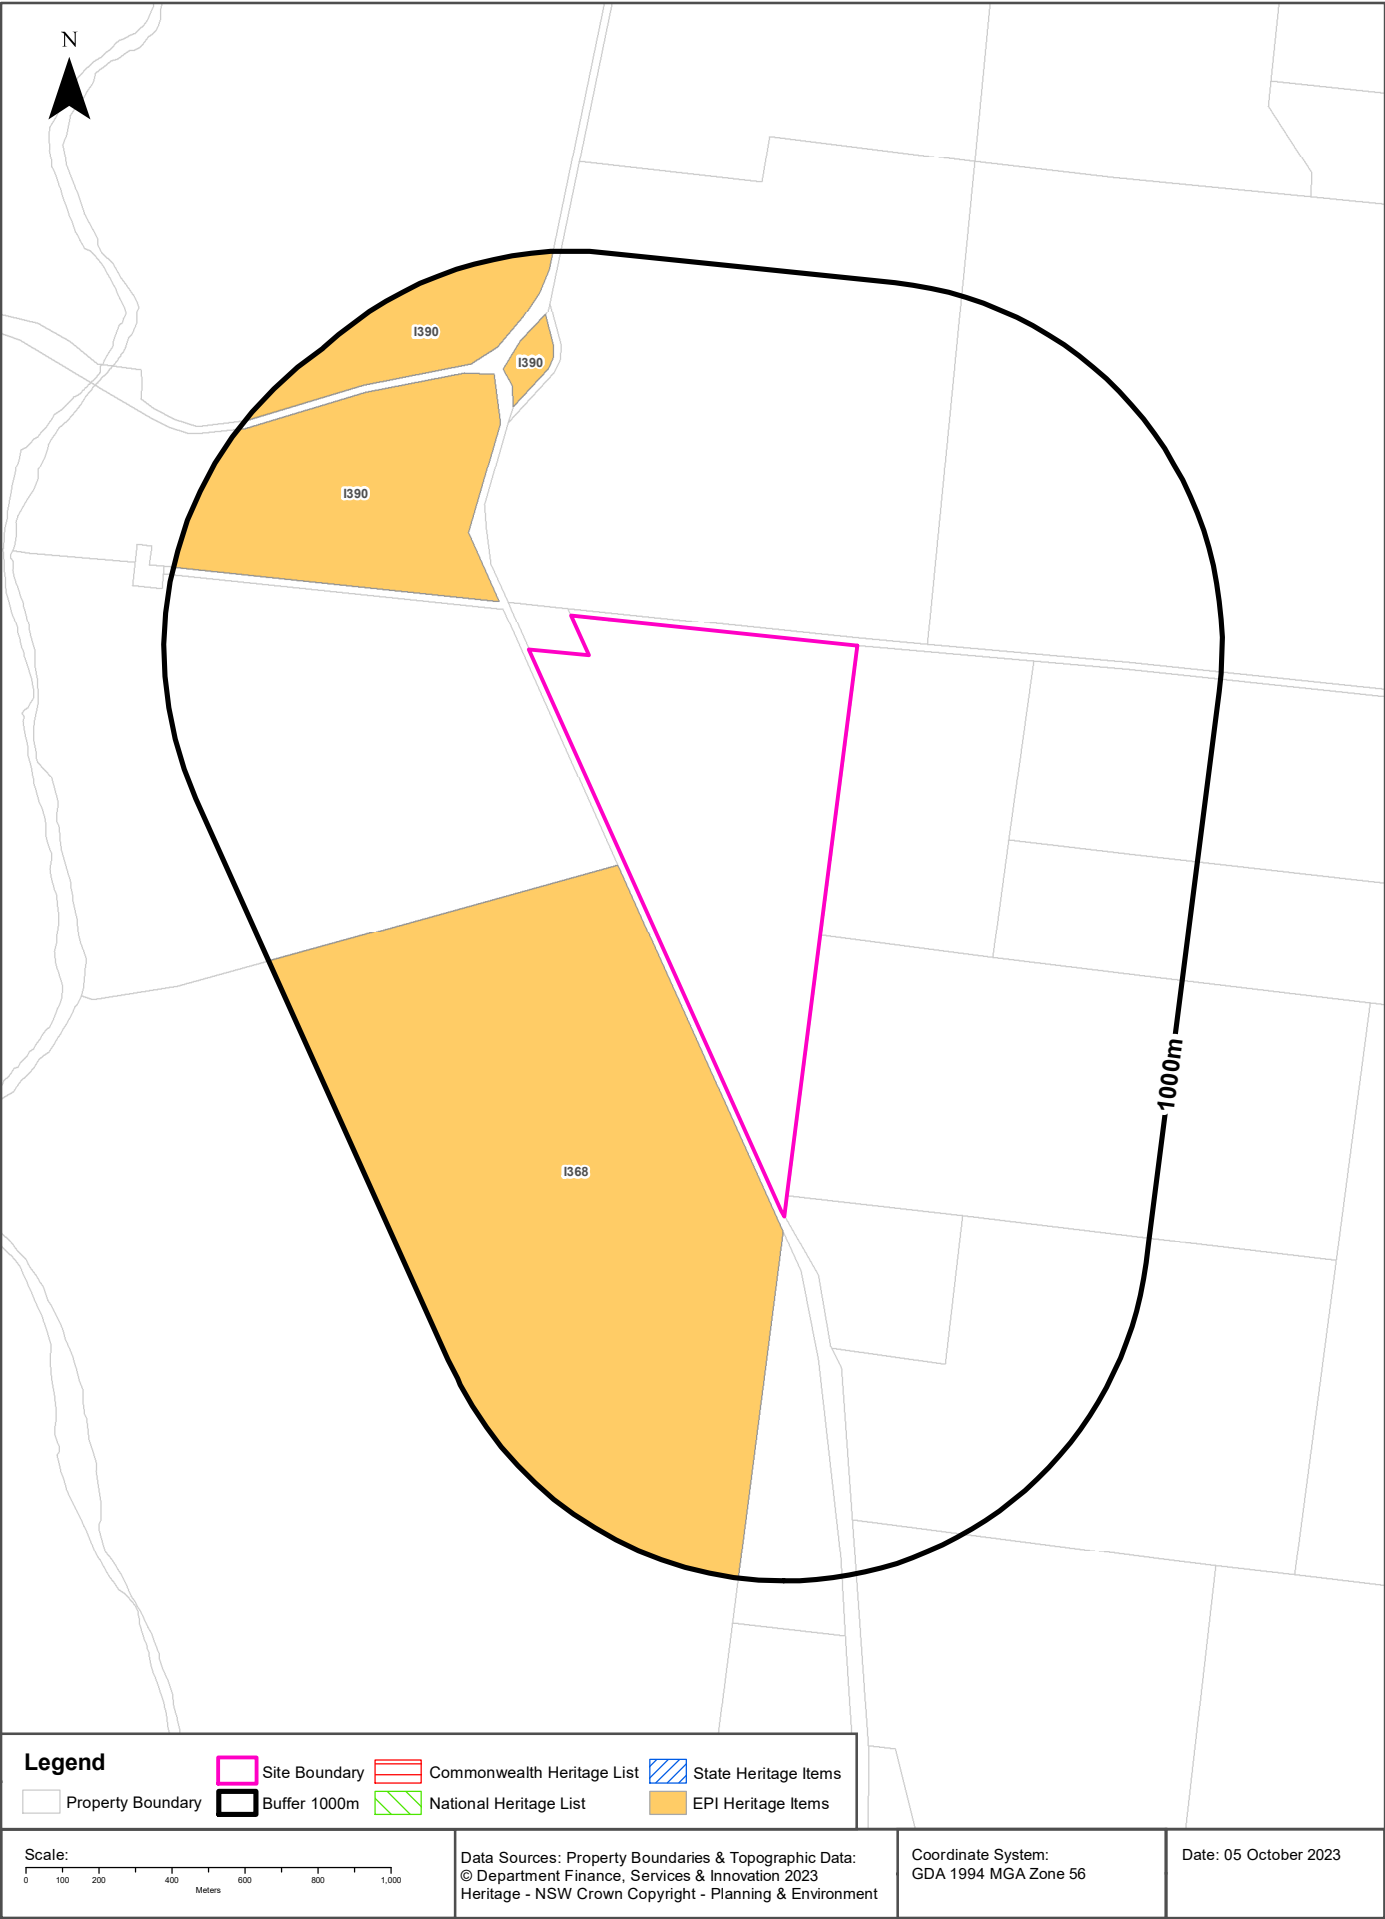 N
I390
I390
I390
1000m
I368
Legend
Property Boundary
Site Boundary
Buffer 1000m
Commonwealth Heritage List
National Heritage List
State Heritage Items
EPI Heritage Items
Scale:
0 100 200 400 600 800 1,000
Meters
Data Sources: Property Boundaries & Topographic Data:
© Department Finance, Services & Innovation 2023
Heritage - NSW Crown Copyright - Planning & Environment
Coordinate System:
GDA 1994 MGA Zone 56
Date: 05 October 2023